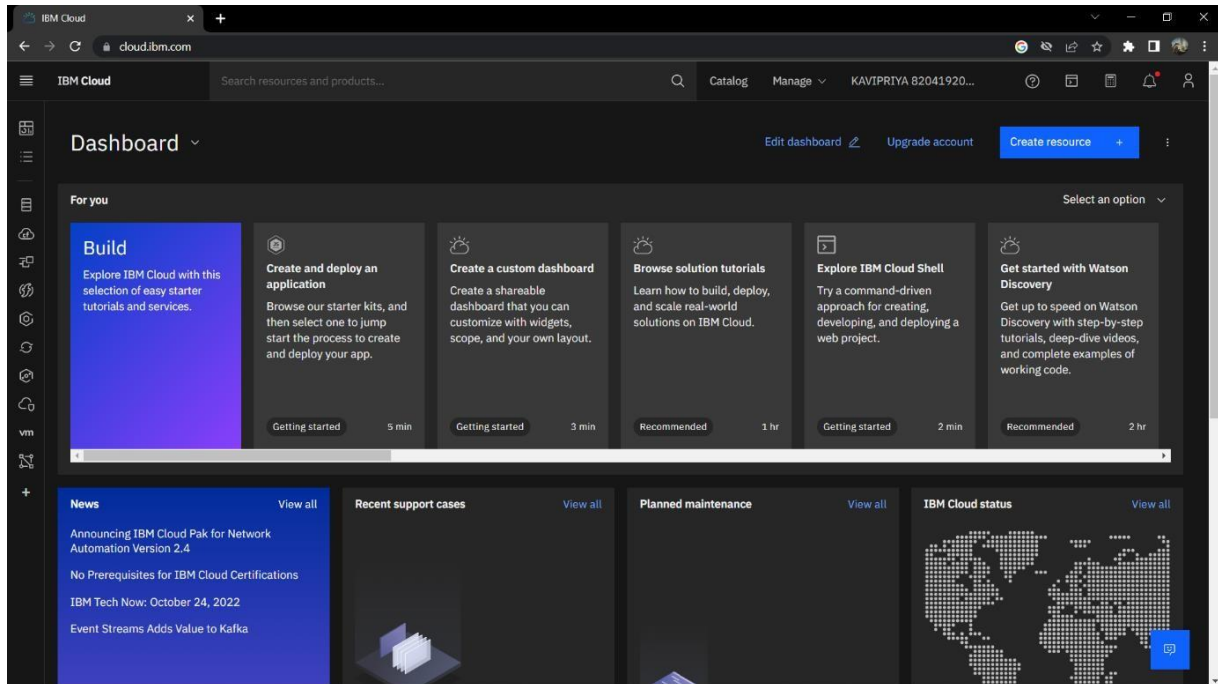 IBM Cloud
cloud.ibm.com
IBM Cloud
Search resources and products...
Catalog
Manage
KAVIPRIYA 82041920...
Dashboard
Edit dashboard
Upgrade account
Create resource +
For you
Select an option
Build
Explore IBM Cloud with this
selection of easy starter
tutorials and services.
Create and deploy an
application
Browse our starter kits, and
then select one to jump
start the process to create
and deploy your app.
Getting started
5 min
Create a custom dashboard
Create a shareable
dashboard that you can
customize with widgets,
scope, and your own layout.
Getting started
3 min
Browse solution tutorials
Learn how to build, deploy,
and scale real-world
solutions on IBM Cloud.
Recommended
1 hr
Explore IBM Cloud Shell
Try a command-driven
approach for creating,
developing, and deploying a
web project.
Getting started
2 min
Get started with Watson
Discovery
Get up to speed on Watson
Discovery with step-by-step
tutorials, deep-dive videos,
and complete examples of
working code.
Recommended
2 hr
vm
News
View all
Announcing IBM Cloud Pak for Network
Automation Version 2.4
No Prerequisites for IBM Cloud Certifications
IBM Tech Now: October 24, 2022
Event Streams Adds Value to Kafka
Recent support cases
View all
Planned maintenance
View all
IBM Cloud status
View all